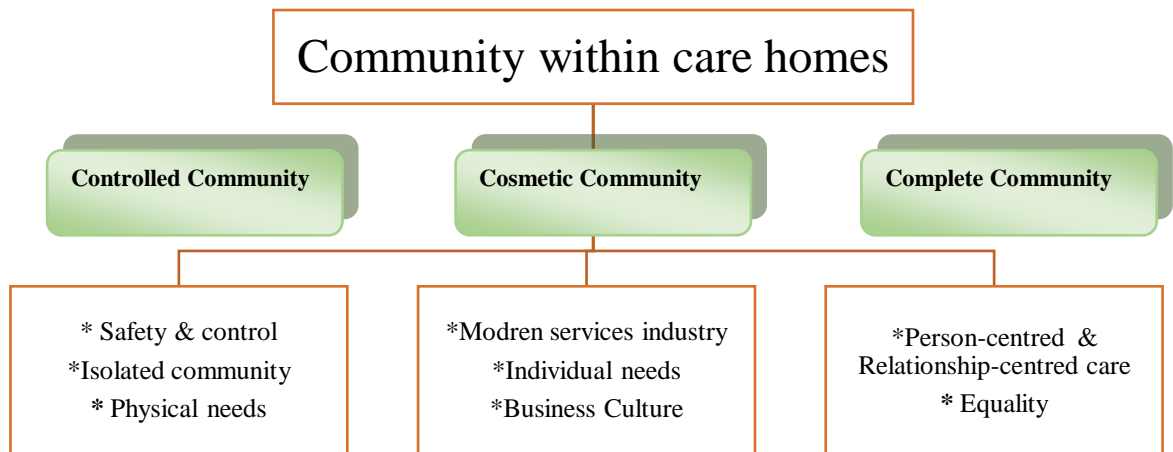 Community within care homes
Controlled Community
Cosmetic Community
Complete Community
* Safety & control
*Isolated community
* Physical needs
*Modren services industry
*Individual needs
*Business Culture
*Person-centred &
Relationship-centred care
* Equality